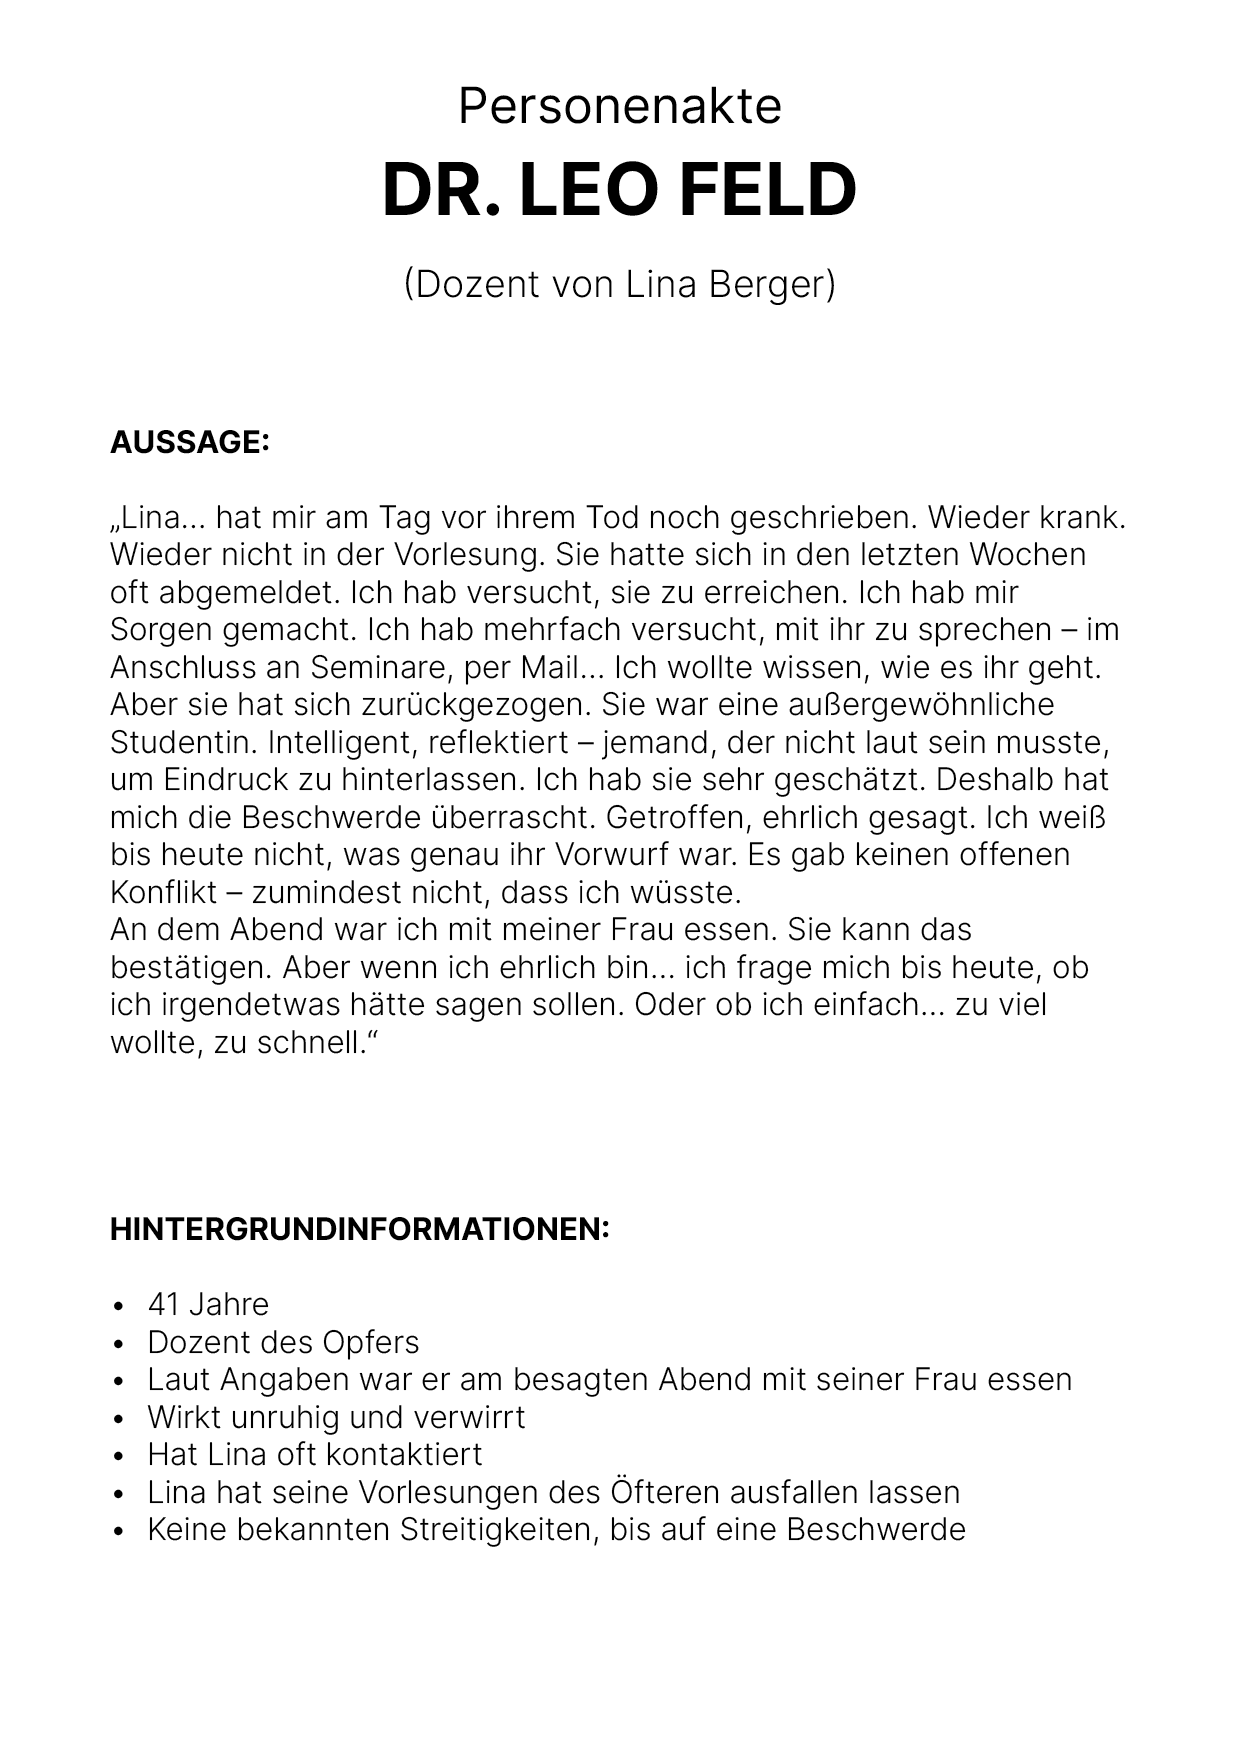 Personenakte
DR. LEO FELD
(Dozent von Lina Berger)
AUSSAGE:
„Lina... hat mir am Tag vor ihrem Tod noch geschrieben. Wieder krank.
Wieder nicht in der Vorlesung. Sie hatte sich in den letzten Wochen
oft abgemeldet. Ich hab versucht, sie zu erreichen. Ich hab mir
Sorgen gemacht. Ich hab mehrfach versucht, mit ihr zu sprechen – im
Anschluss an Seminare, per Mail... Ich wollte wissen, wie es ihr geht.
Aber sie hat sich zurückgezogen. Sie war eine außergewöhnliche
Studentin. Intelligent, reflektiert – jemand, der nicht laut sein musste,
um Eindruck zu hinterlassen. Ich hab sie sehr geschätzt. Deshalb hat
mich die Beschwerde überrascht. Getroffen, ehrlich gesagt. Ich weiß
bis heute nicht, was genau ihr Vorwurf war. Es gab keinen offenen
Konflikt – zumindest nicht, dass ich wüsste.
An dem Abend war ich mit meiner Frau essen. Sie kann das
bestätigen. Aber wenn ich ehrlich bin... ich frage mich bis heute, ob
ich irgendetwas hätte sagen sollen. Oder ob ich einfach... zu viel
wollte, zu schnell.“
HINTERGRUNDINFORMATIONEN:
• 41 Jahre
• Dozent des Opfers
• Laut Angaben war er am besagten Abend mit seiner Frau essen
• Wirkt unruhig und verwirrt
• Hat Lina oft kontaktiert
• Lina hat seine Vorlesungen des Öfteren ausfallen lassen
• Keine bekannten Streitigkeiten, bis auf eine Beschwerde